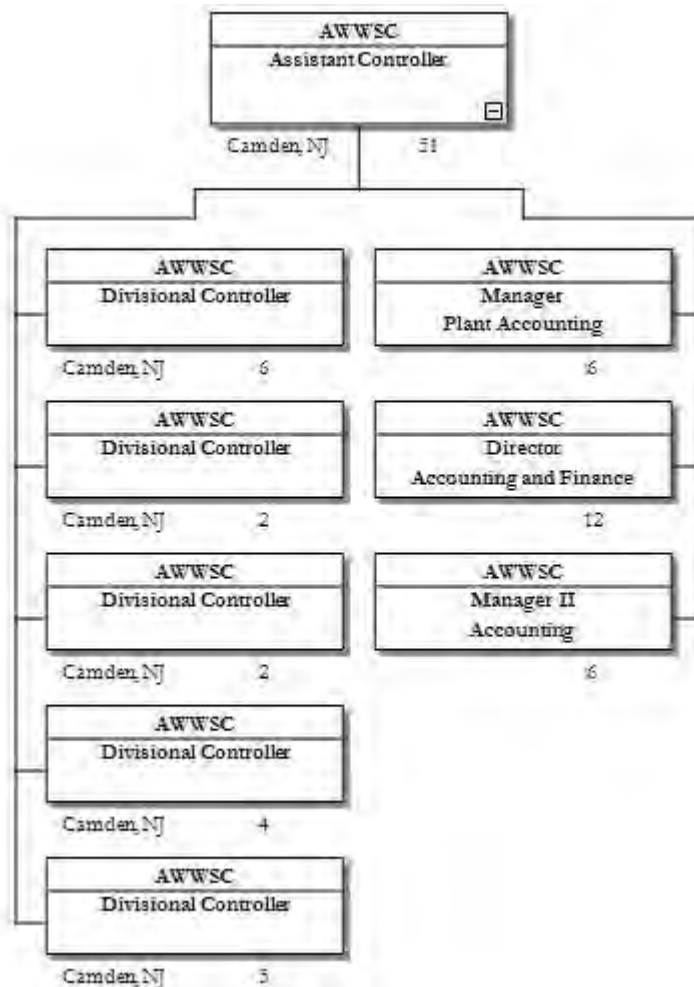 AWWSC
Assistant Controller
Camden, NJ 51
AWWSC
Divisional Controller
Camden, NJ 6
AWWSC
Manager
Plant Accounting
6
AWWSC
Divisional Controller
Camden, NJ 2
AWWSC
Director
Accounting and Finance
12
AWWSC
Divisional Controller
Camden, NJ 2
AWWSC
Manager II
Accounting
6
AWWSC
Divisional Controller
Camden, NJ 4
AWWSC
Divisional Controller
Camden, NJ 5